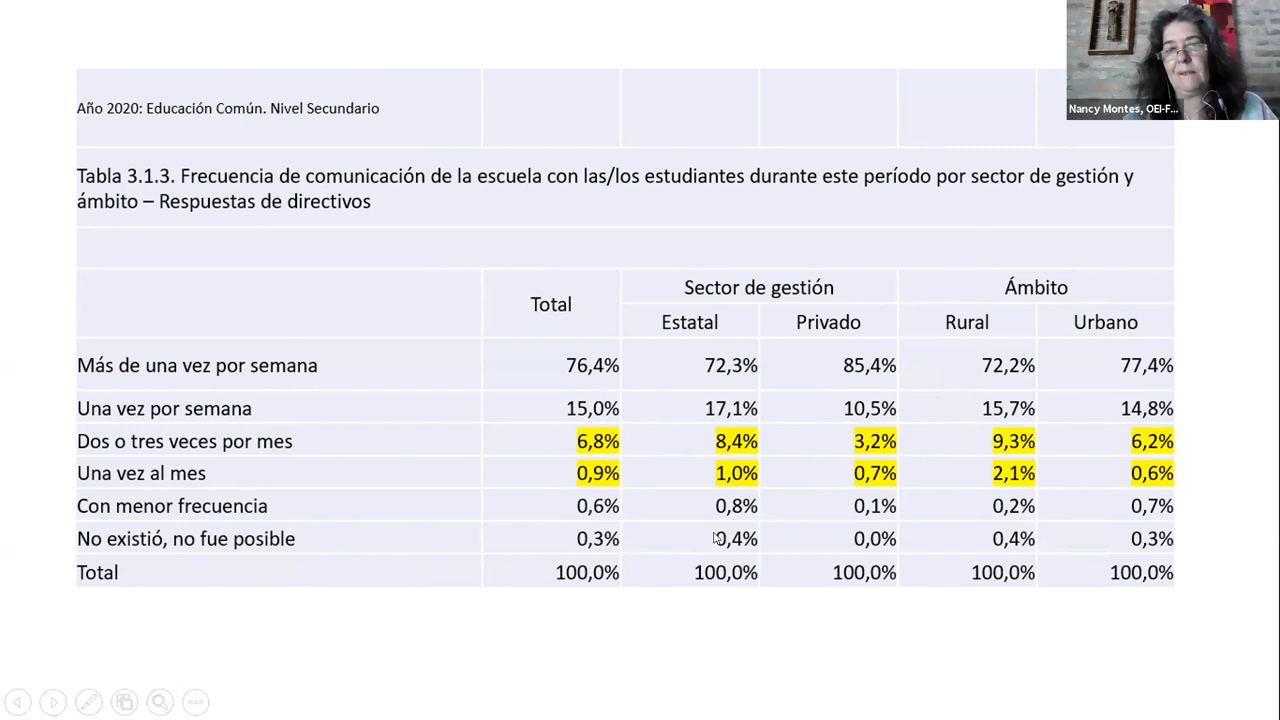 Nancy Montes, OEI-F...
Año 2020: Educación Común. Nivel Secundario
Tabla 3.1.3. Frecuencia de comunicación de la escuela con las/los estudiantes durante este período por sector de gestión y
ámbito – Respuestas de directivos
Total Sector de gestión Ámbito
Estatal Privado Rural Urbano
Más de una vez por semana 76,4% 72,3% 85,4% 72,2% 77,4%
Una vez por semana 15,0% 17,1% 10,5% 15,7% 14,8%
Dos o tres veces por mes 6,8% 8,4% 3,2% 9,3% 6,2%
Una vez al mes 0,9% 1,0% 0,7% 2,1% 0,6%
Con menor frecuencia 0,6% 0,8% 0,1% 0,2% 0,7%
No existió, no fue posible 0,3% 0,4% 0,0% 0,4% 0,3%
Total 100,0% 100,0% 100,0% 100,0% 100,0%